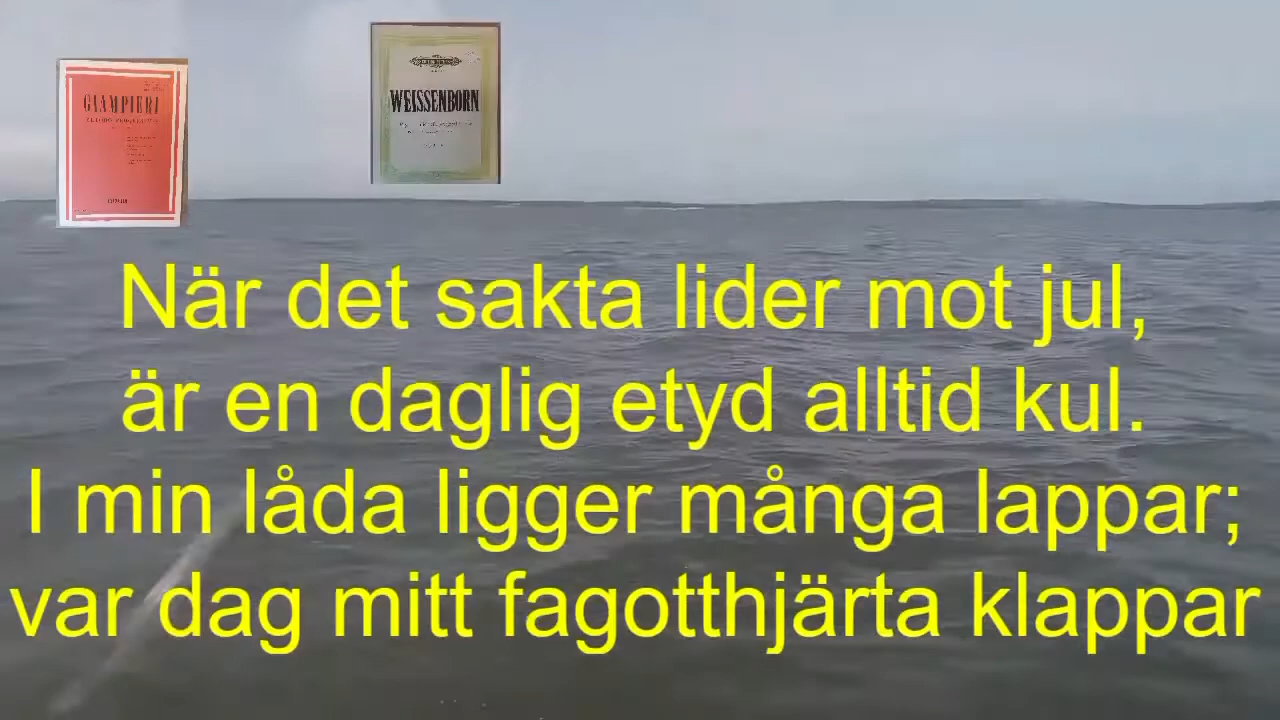 GIAMPIERI
WEISSENBORN
När det sakta lider mot jul,
är en daglig etyd alltid kul.
I min låda ligger många lappar;
var dag mitt fagotthjärta klappar